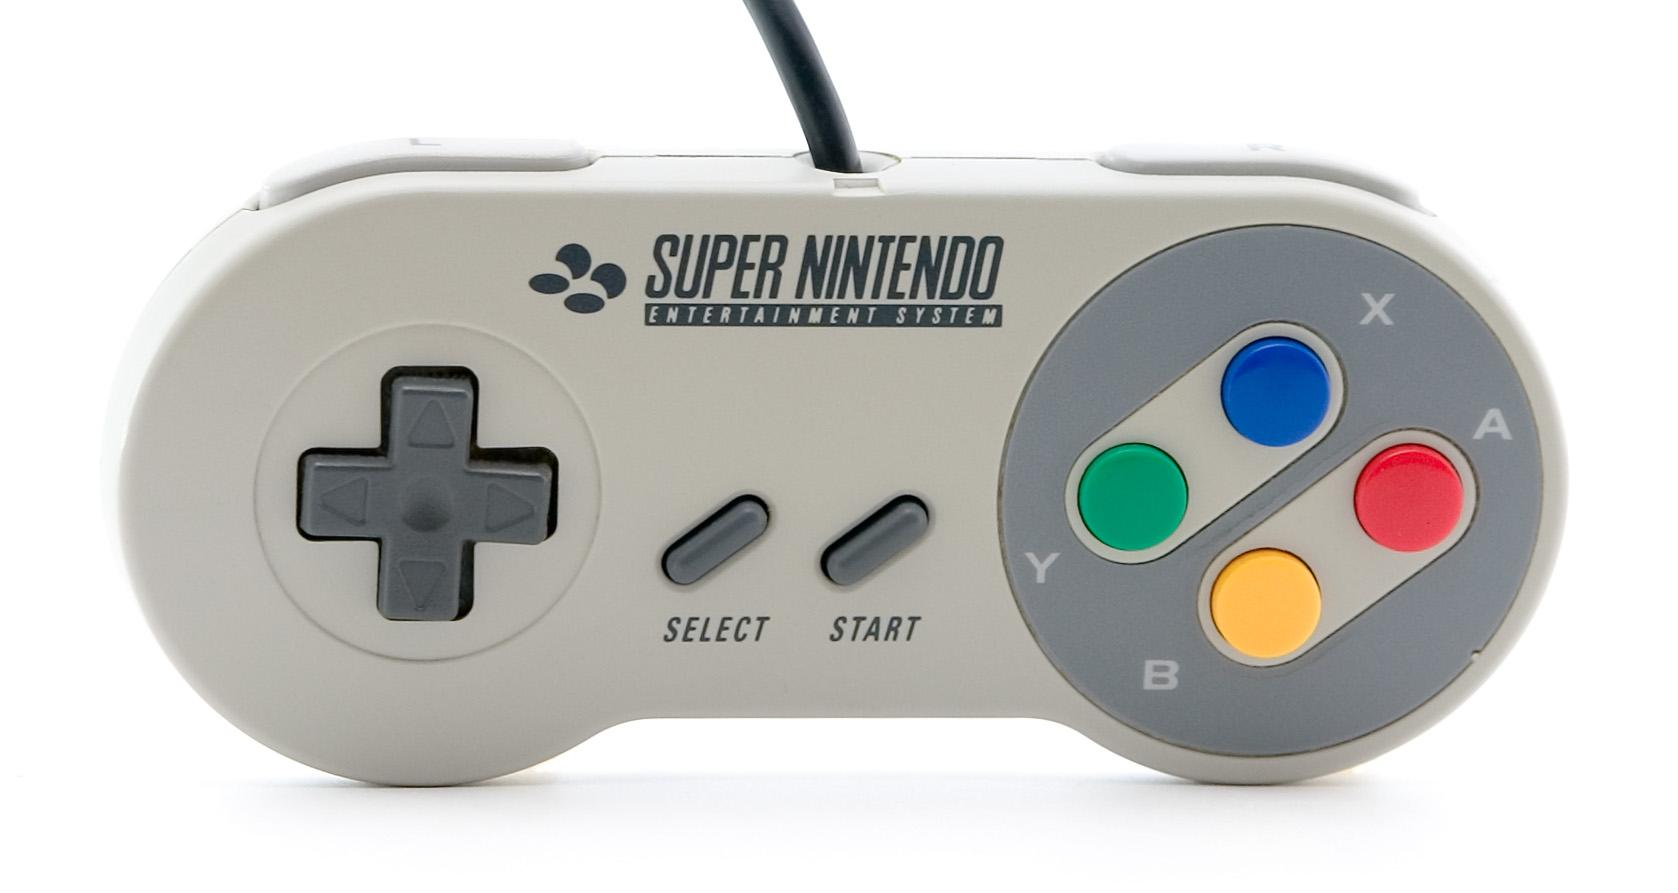 L
R
SUPER NINTENDO
ENTERTAINMENT SYSTEM
X
A
Y
B
SELECT
START